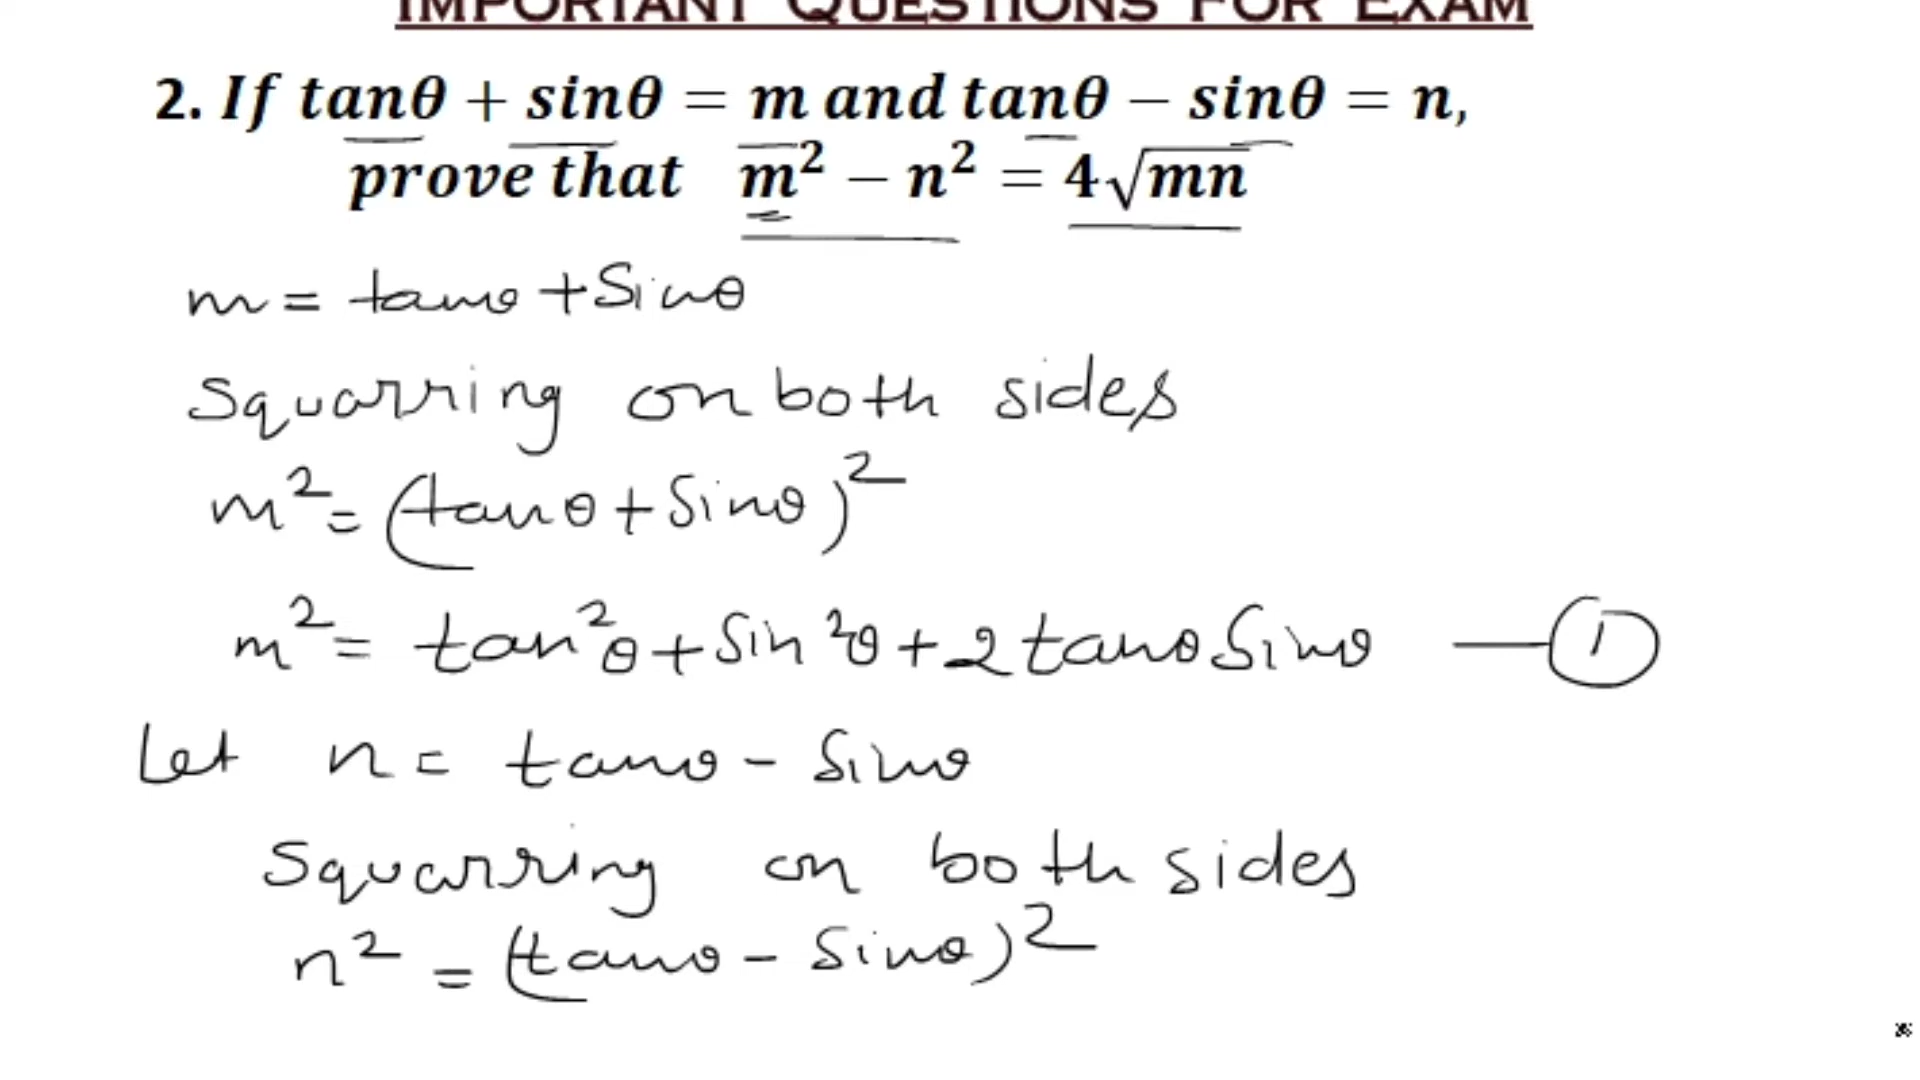 IMPORTANT QUESTIONS FOR EXAM
2. If tanθ + sinθ = m and tanθ − sinθ = n,
prove that m² − n² = 4√mn
m = tanθ + Sinθ
Squarring on both sides
m² = (tanθ + Sinθ)²
m² = tan²θ + Sin²θ + 2 tanθ Sinθ — ①
Let n = tanθ - Sinθ
Squarring on both sides
n² = (tanθ - Sinθ)²